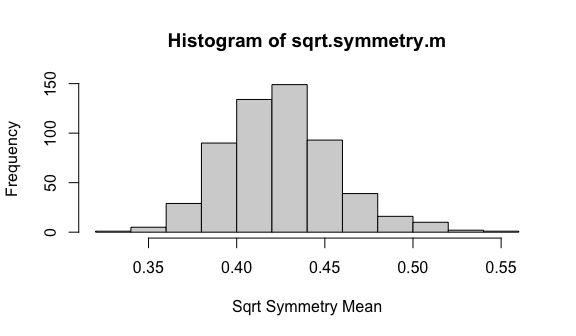 Histogram of sqrt.symmetry.m
Frequency
150
100
50
0
0.35 0.40 0.45 0.50 0.55
Sqrt Symmetry Mean